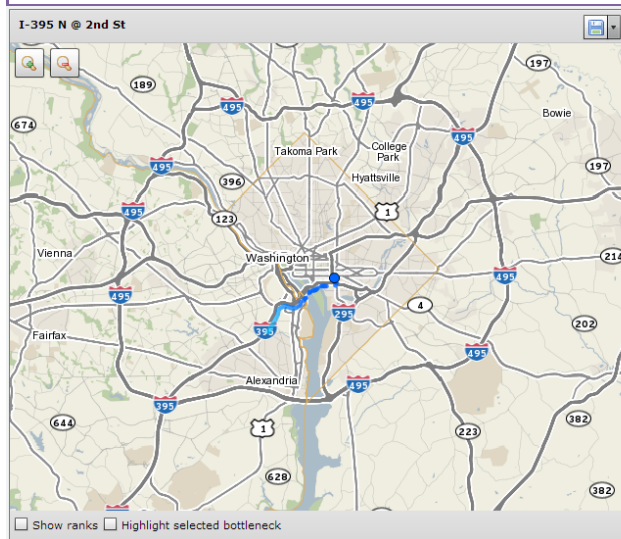 I-395 N @ 2nd St
197
189
495
495
Bowie
674
495
College
Park
Takoma Park
495
197
396
Hyattsville
495
123
1
Vienna
Washington
214
495
495
4
295
202
395
Fairfax
495
Alexandria
495
395
382
644
1
223
628
382
Show ranks Highlight selected bottleneck